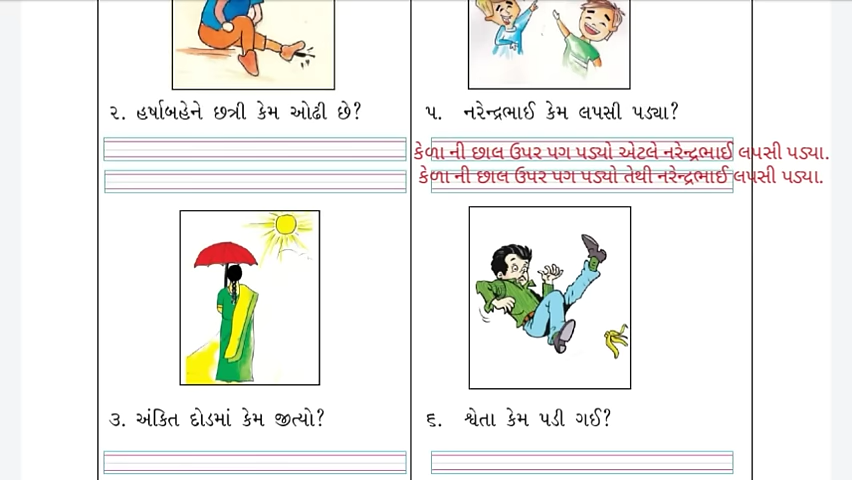 ૨. હર્ષાબહેને છત્રી કેમ ઓઢી છે?
૫. નરેન્દ્રભાઈ કેમ લપસી પડ્યા?
કેળા ની છાલ ઉપર પગ પડ્યો એટલે નરેન્દ્રભાઈ લપસી પડ્યા.
કેળા ની છાલ ઉપર પગ પડ્યો તેથી નરેન્દ્રભાઈ લપસી પડ્યા.
૩. અંકિત દોડમાં કેમ જીત્યો?
૬. શ્વેતા કેમ પડી ગઈ?